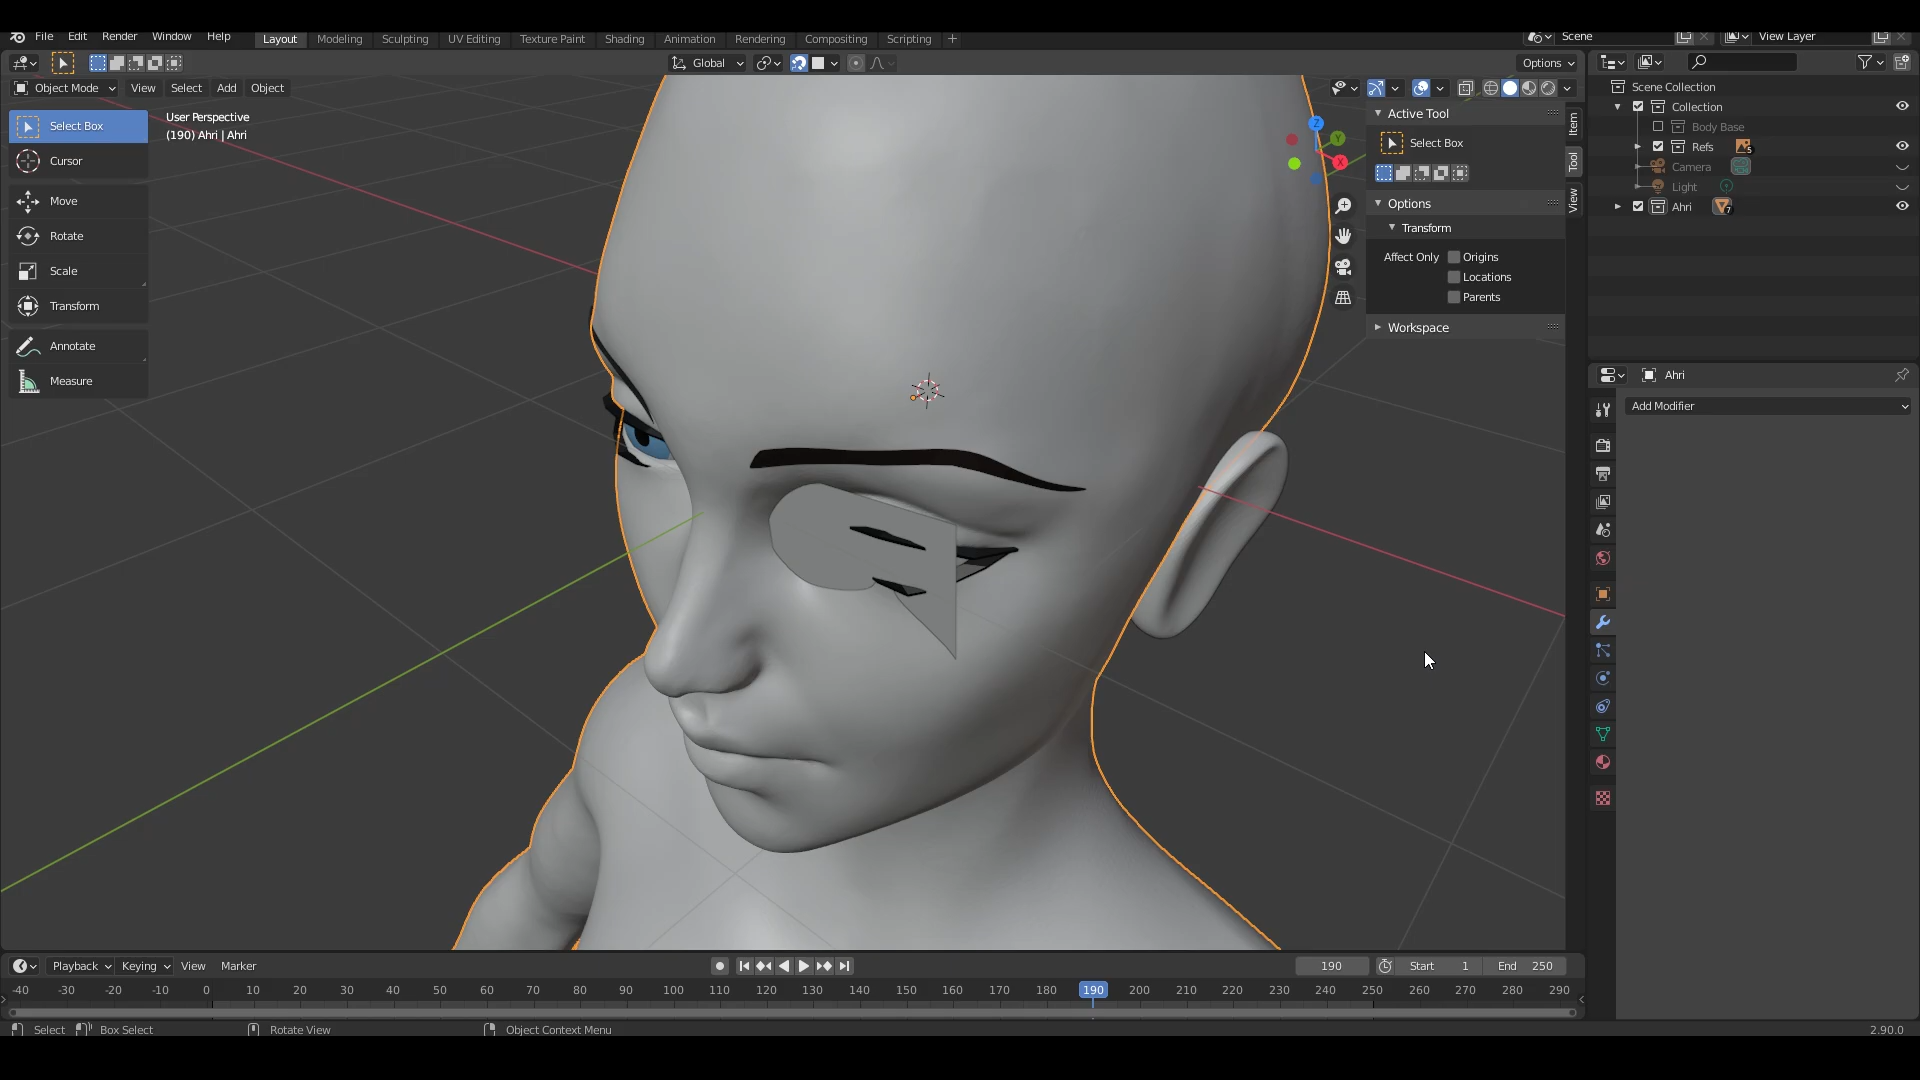 File Edit Render Window Help Layout Modeling Sculpting UV Editing Texture Paint Shading Animation Rendering Compositing Scripting + Scene View Layer
Global Options
Object Mode View Select Add Object
User Perspective
(190) Ahri | Ahri
Select Box
Cursor
Move
Rotate
Scale
Transform
Annotate
Measure
Z
Y
X
Active Tool
Select Box
Options
Transform
Affect Only Origins
Locations
Parents
Workspace
Item
Tool
View
Scene Collection
Collection
Body Base
Refs 5
Camera
Light
Ahri 7
Ahri
Add Modifier
Playback Keying View Marker 190 Start 1 End 250
-40 -30 -20 -10 0 10 20 30 40 50 60 70 80 90 100 110 120 130 140 150 160 170 180 190 200 210 220 230 240 250 260 270 280 290
Select Box Select Rotate View Object Context Menu 2.90.0